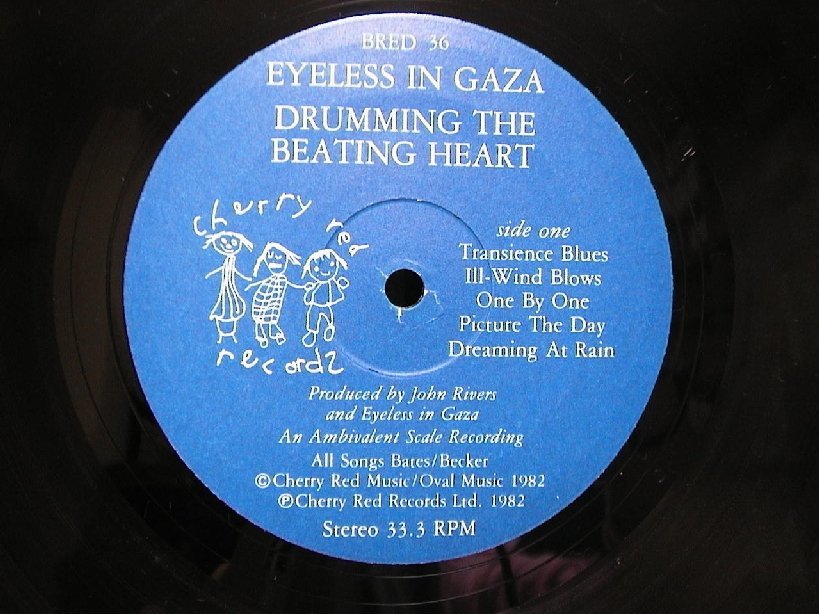 BRED 36
EYELESS IN GAZA
DRUMMING THE
BEATING HEART
cherry red
records
side one
Transience Blues
Ill-Wind Blows
One By One
Picture The Day
Dreaming At Rain
Produced by John Rivers
and Eyeless in Gaza
An Ambivalent Scale Recording
All Songs Bates/Becker
©Cherry Red Music/Oval Music 1982
℗Cherry Red Records Ltd. 1982
Stereo 33.3 RPM